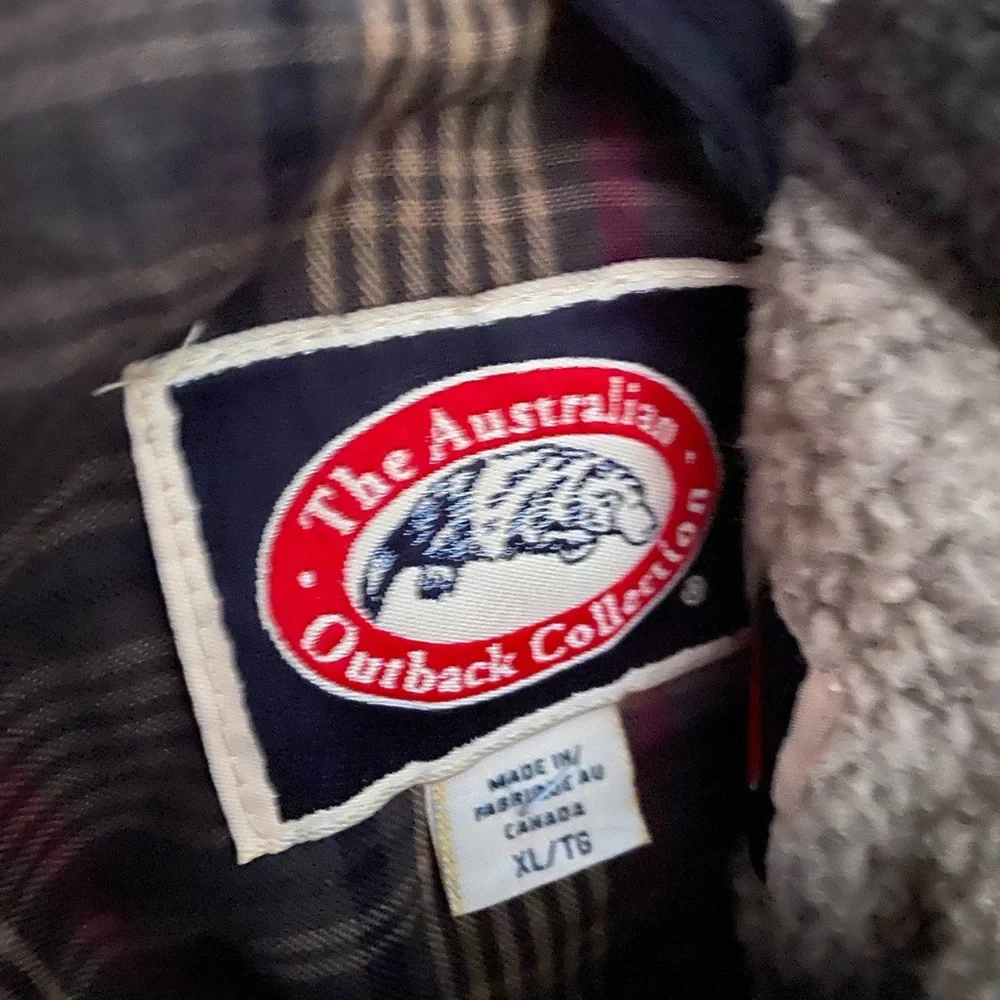 The Australian
Outback Collection
®
MADE IN/
FABRIQUE AU
CANADA
XL/TG